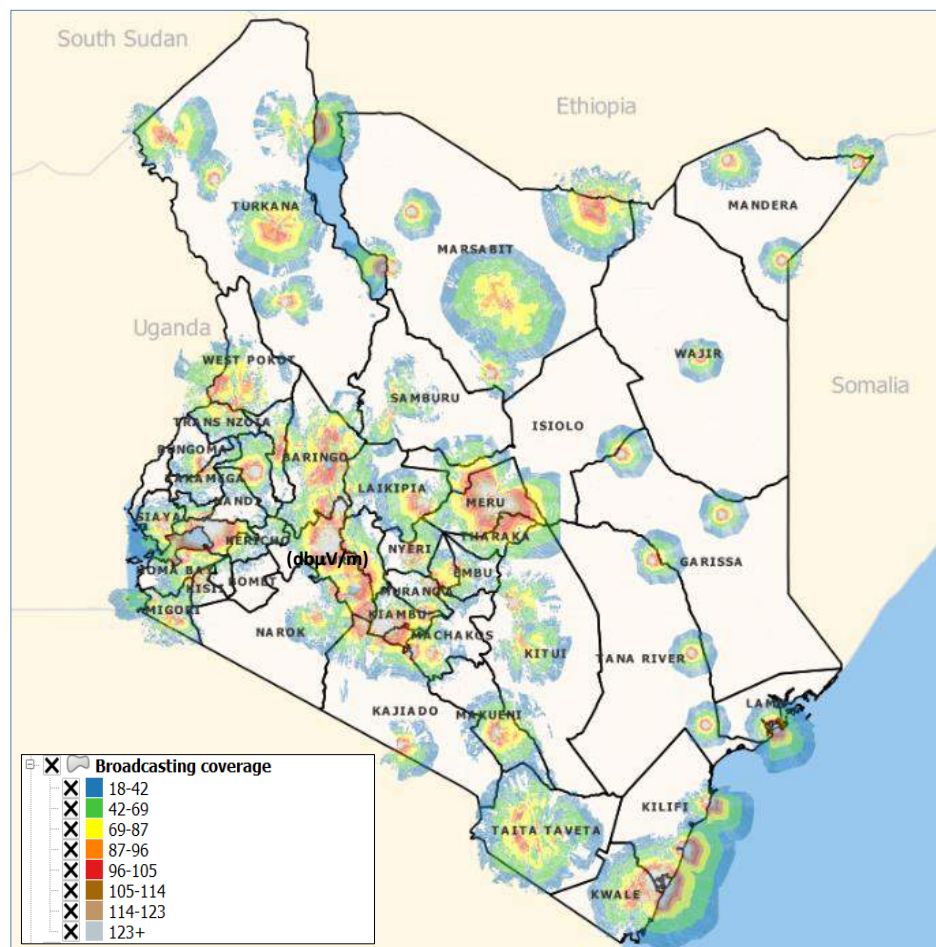 South Sudan
Ethiopia
TURKANA
MANDERA
MARSABIT
Uganda
WAJIR
WEST POKOT
Somalia
SAMBURU
TRANS NZOIA
ISIOLO
BUNGOMA
BARINGO
KAKAMEGA
LAIKIPIA
MERU
NANDI
SIAYA
THARAKA
KERICHO
NYERI
(dbµV/m)
GARISSA
HOMA BAY
EMBU
BOMET
KISII
MURANGA
MIGORI
KIAMBU
NAROK
MACHAKOS
KITUI
TANA RIVER
LAMU
KAJIADO
MAKUENI
KILIFI
TAITA TAVETA
KWALE
Broadcasting coverage
18-42
42-69
69-87
87-96
96-105
105-114
114-123
123+